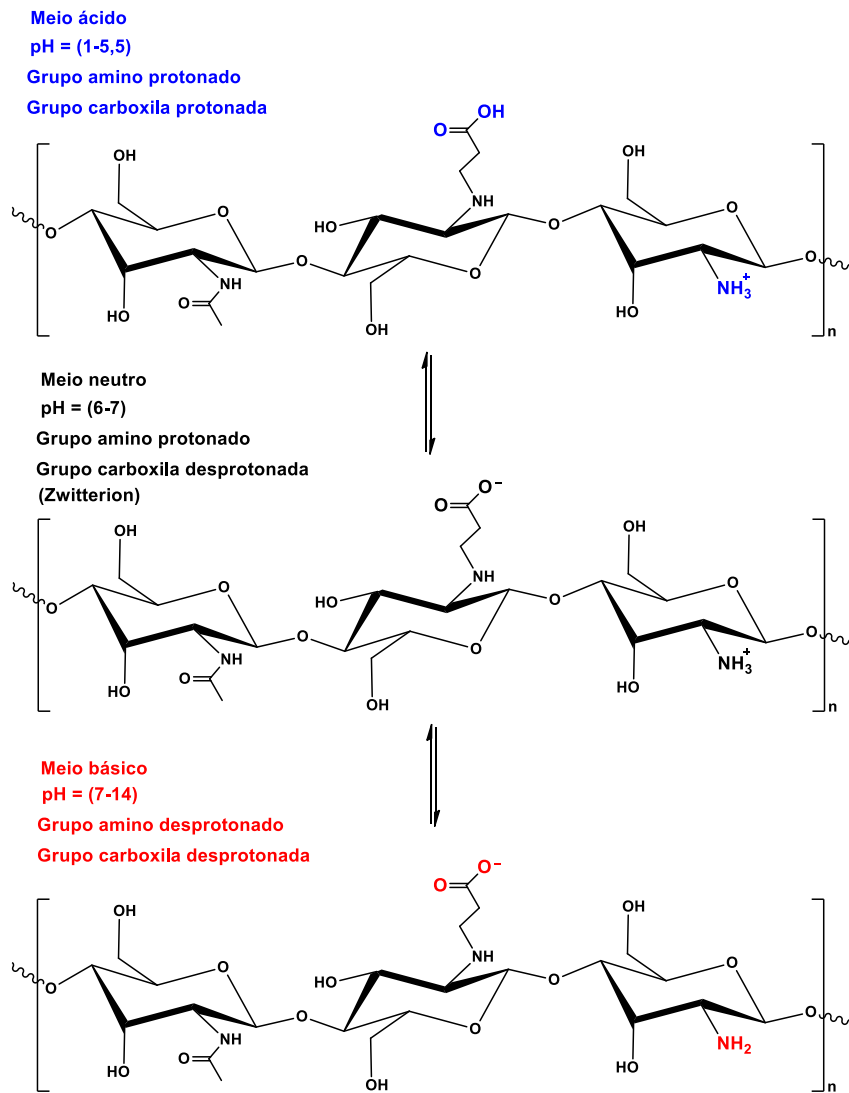 Meio ácido
pH = (1-5,5)
Grupo amino protonado
Grupo carboxila protonada
O
OH
OH
OH
NH
O
HO
O
O
O
O
O
O
NH
O
NH3+
HO
O
HO
OH
n
Meio neutro
pH = (6-7)
Grupo amino protonado
Grupo carboxila desprotonada
(Zwitterion)
O
O−
OH
OH
NH
O
HO
O
O
O
O
O
O
NH
O
NH3+
HO
O
HO
OH
n
Meio básico
pH = (7-14)
Grupo amino desprotonado
Grupo carboxila desprotonada
O
O−
OH
OH
NH
O
HO
O
O
O
O
O
O
NH
O
NH2
HO
O
HO
OH
n